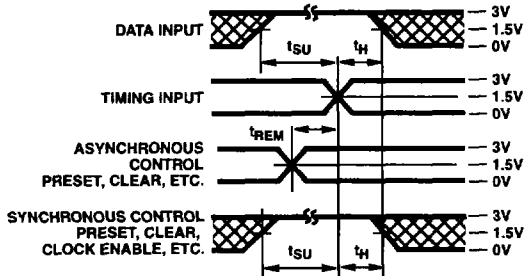 DATA INPUT
tSU
tH
3V
1.5V
0V
TIMING INPUT
3V
1.5V
0V
tREM
ASYNCHRONOUS
CONTROL
PRESET, CLEAR, ETC.
3V
1.5V
0V
SYNCHRONOUS CONTROL
PRESET, CLEAR,
CLOCK ENABLE, ETC.
tSU
tH
3V
1.5V
0V